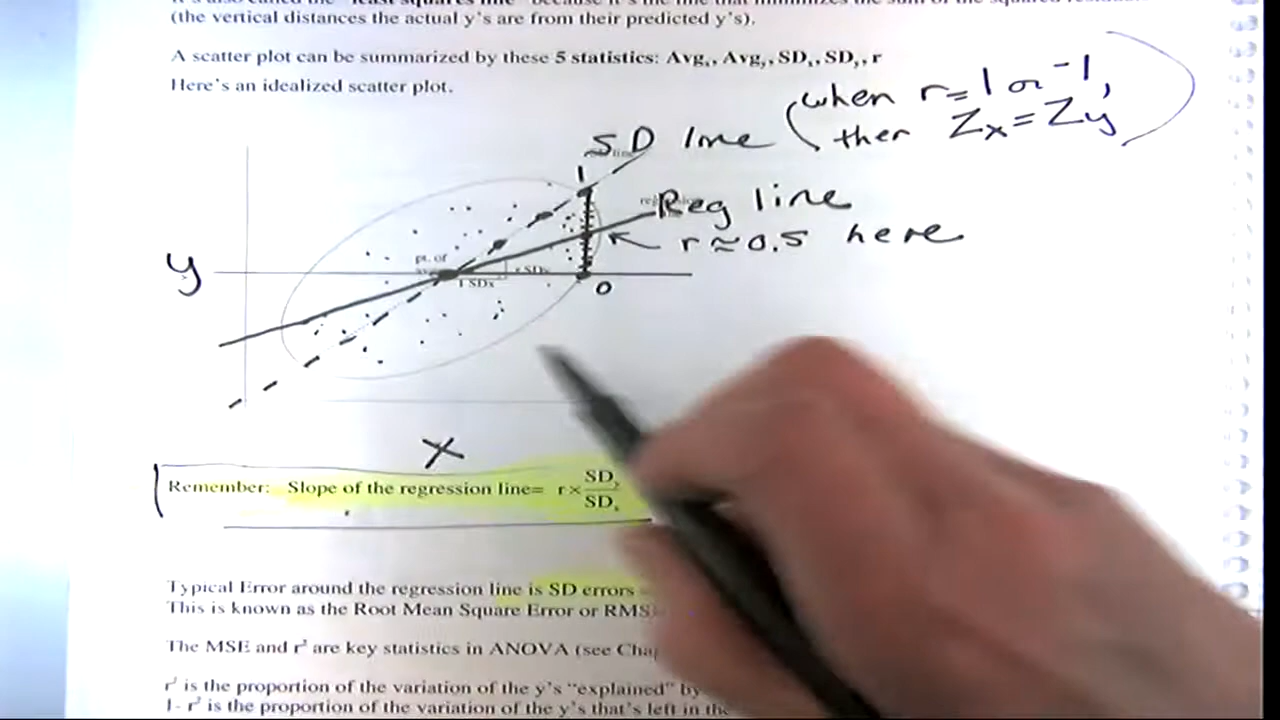 (the vertical distances the actual y's are from their predicted y's).
A scatter plot can be summarized by these 5 statistics: Avgₓ, Avgᵧ, SDₓ, SDᵧ, r
Here's an idealized scatter plot.
(when r=1 or -1,
then Zx=Zy)
SD line
1
Reg line
r≈0.5 here
pt. of
r SDy
1 SDx
y
0
x
Remember: Slope of the regression line= r× SDy
SDx
Typical Error around the regression line is SD errors
This is known as the Root Mean Square Error or RMS
The MSE and r² are key statistics in ANOVA (see Chap
r² is the proportion of the variation of the y's "explained" by
1- r² is the proportion of the variation of the y's that's left in the